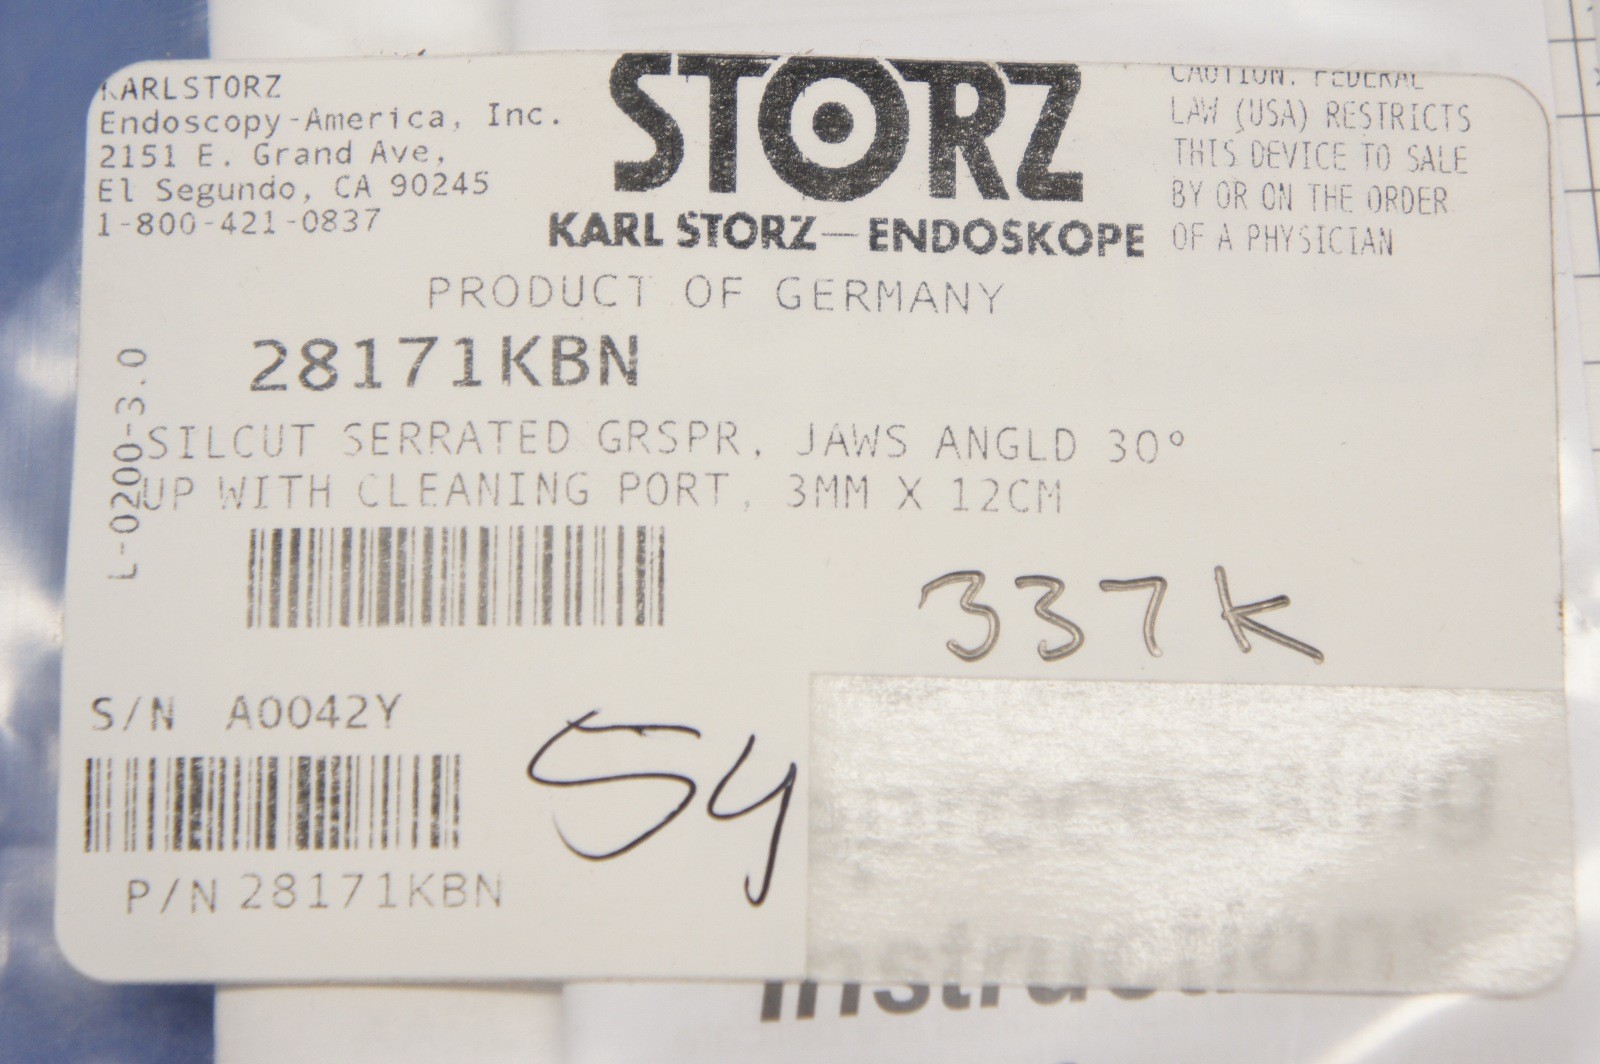 KARLSTORZ
Endoscopy-America, Inc.
2151 E. Grand Ave,
El Segundo, CA 90245
1-800-421-0837
STORZ
KARL STORZ—ENDOSKOPE
CAUTION: FEDERAL
LAW (USA) RESTRICTS
THIS DEVICE TO SALE
BY OR ON THE ORDER
OF A PHYSICIAN
PRODUCT OF GERMANY
28171KBN
L-0200-3.0
SILCUT SERRATED GRSPR, JAWS ANGLD 30°
UP WITH CLEANING PORT, 3MM X 12CM
337K
S/N A0042Y
54
P/N 28171KBN
Instructions